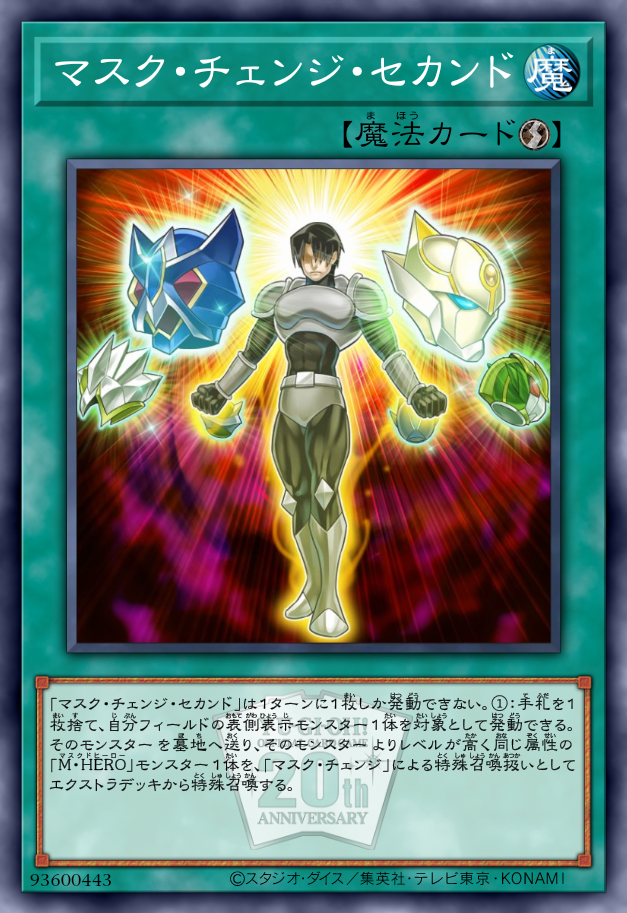 マスク・チェンジ・セカンド 魔
【魔法カード】
「マスク・チェンジ・セカンド」は1ターンに1枚しか発動できない。①:手札を1
枚捨て、自分フィールドの表側表示モンスター1体を対象として発動できる。
そのモンスターを墓地へ送り、そのモンスターよりレベルが高く同じ属性の
「M・HERO」モンスター1体を、「マスク・チェンジ」による特殊召喚扱いとして
エクストラデッキから特殊召喚する。
YU-GI-OH!
20th
ANNIVERSARY
93600443 ©スタジオ・ダイス/集英社・テレビ東京・KONAMI